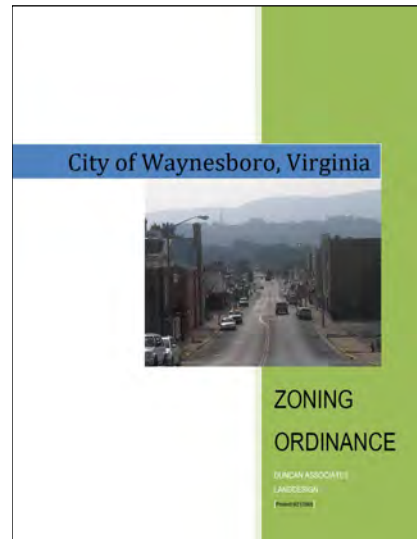 City of Waynesboro, Virginia
ZONING
ORDINANCE
DUNCAN ASSOCIATES
LANDDESIGN